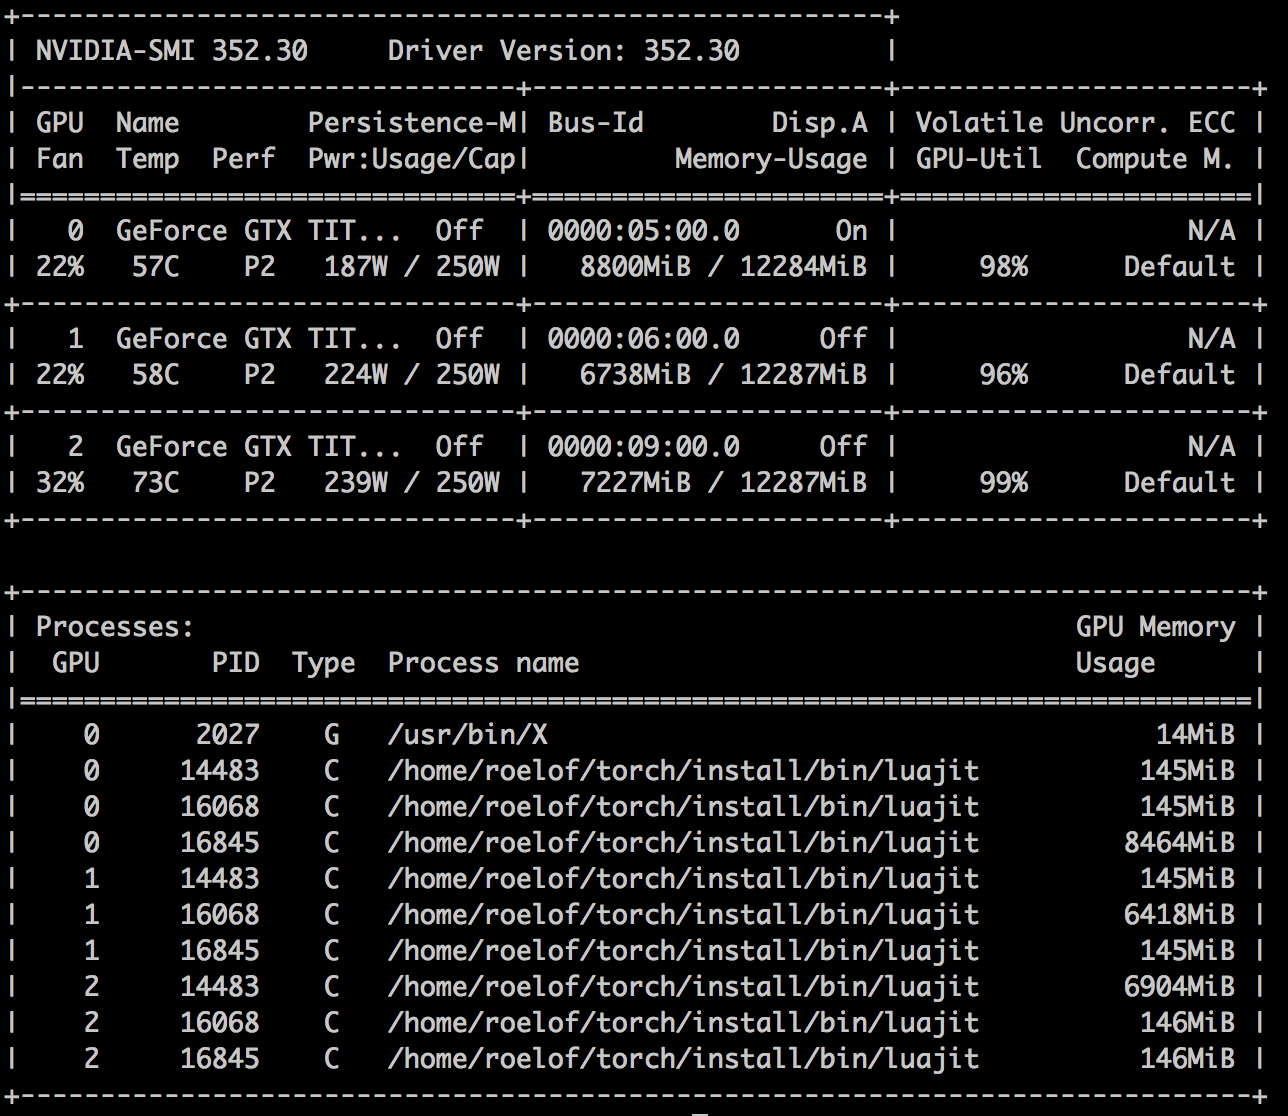 +------------------------------------------------------+
| NVIDIA-SMI 352.30     Driver Version: 352.30         |
|-------------------------------+----------------------+----------------------+
| GPU  Name        Persistence-M| Bus-Id        Disp.A | Volatile Uncorr. ECC |
| Fan  Temp  Perf  Pwr:Usage/Cap|         Memory-Usage | GPU-Util  Compute M. |
|===============================+======================+======================|
|   0  GeForce GTX TIT...  Off  | 0000:05:00.0      On |                  N/A |
| 22%   57C    P2   187W / 250W |   8800MiB / 12284MiB |     98%      Default |
+-------------------------------+----------------------+----------------------+
|   1  GeForce GTX TIT...  Off  | 0000:06:00.0     Off |                  N/A |
| 22%   58C    P2   224W / 250W |   6738MiB / 12287MiB |     96%      Default |
+-------------------------------+----------------------+----------------------+
|   2  GeForce GTX TIT...  Off  | 0000:09:00.0     Off |                  N/A |
| 32%   73C    P2   239W / 250W |   7227MiB / 12287MiB |     99%      Default |
+-------------------------------+----------------------+----------------------+

+-----------------------------------------------------------------------------+
| Processes:                                                       GPU Memory |
|  GPU       PID  Type  Process name                               Usage      |
|=============================================================================|
|    0      2027    G   /usr/bin/X                                      14MiB |
|    0     14483    C   /home/roelof/torch/install/bin/luajit          145MiB |
|    0     16068    C   /home/roelof/torch/install/bin/luajit          145MiB |
|    0     16845    C   /home/roelof/torch/install/bin/luajit         8464MiB |
|    1     14483    C   /home/roelof/torch/install/bin/luajit          145MiB |
|    1     16068    C   /home/roelof/torch/install/bin/luajit         6418MiB |
|    1     16845    C   /home/roelof/torch/install/bin/luajit          145MiB |
|    2     14483    C   /home/roelof/torch/install/bin/luajit         6904MiB |
|    2     16068    C   /home/roelof/torch/install/bin/luajit          146MiB |
|    2     16845    C   /home/roelof/torch/install/bin/luajit          146MiB |
+-----------------------------------------------------------------------------+